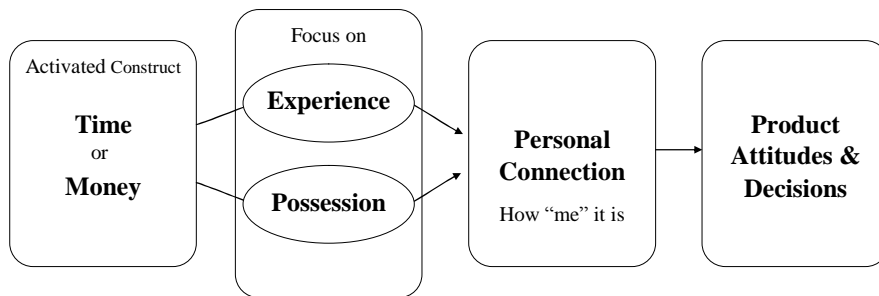 Activated Construct
Time
or
Money
Focus on
Experience
Possession
Personal
Connection
How “me” it is
Product
Attitudes &
Decisions